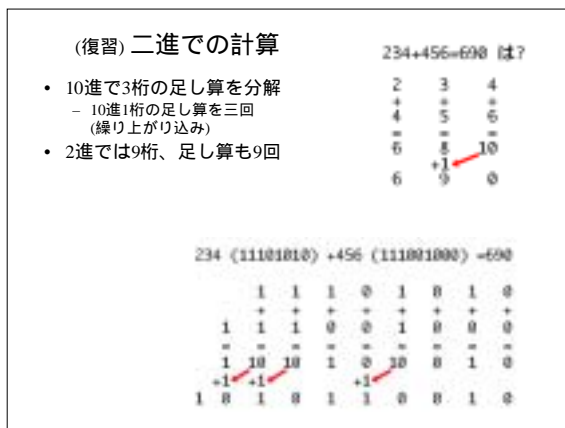 (復習) 二進での計算
• 10進で3桁の足し算を分解
– 10進1桁の足し算を三回
(繰り上がり込み)
• 2進では9桁、足し算も9回
234+456=690 は?
2 3 4
+ + +
4 5 6
= = =
6 8 10
+1
6 9 0
234 (11101010) +456 (111001000) =690
1 1 1 0 1 0 1 0
+ + + + + + + +
1 1 1 0 0 1 0 0 0
= = = = = = = =
1 10 10 1 0 10 0 1 0
+1 +1 +1
1 0 1 0 1 1 0 0 1 0